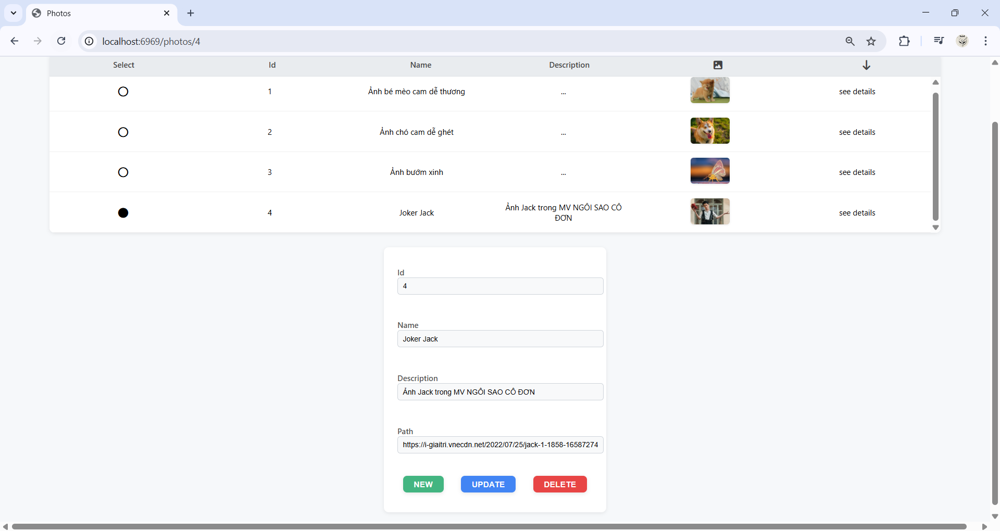 Photos
localhost:6969/photos/4
Select Id Name Description
1 Ảnh bé mèo cam dễ thương ... see details
2 Ảnh chó cam dễ ghét ... see details
3 Ảnh bướm xinh ... see details
4 Joker Jack Ảnh Jack trong MV NGÔI SAO CÔ ĐƠN see details
Id
4
Name
Joker Jack
Description
Ảnh Jack trong MV NGÔI SAO CÔ ĐƠN
Path
https://i-giaitri.vnecdn.net/2022/07/25/jack-1-1858-16587274
NEW UPDATE DELETE